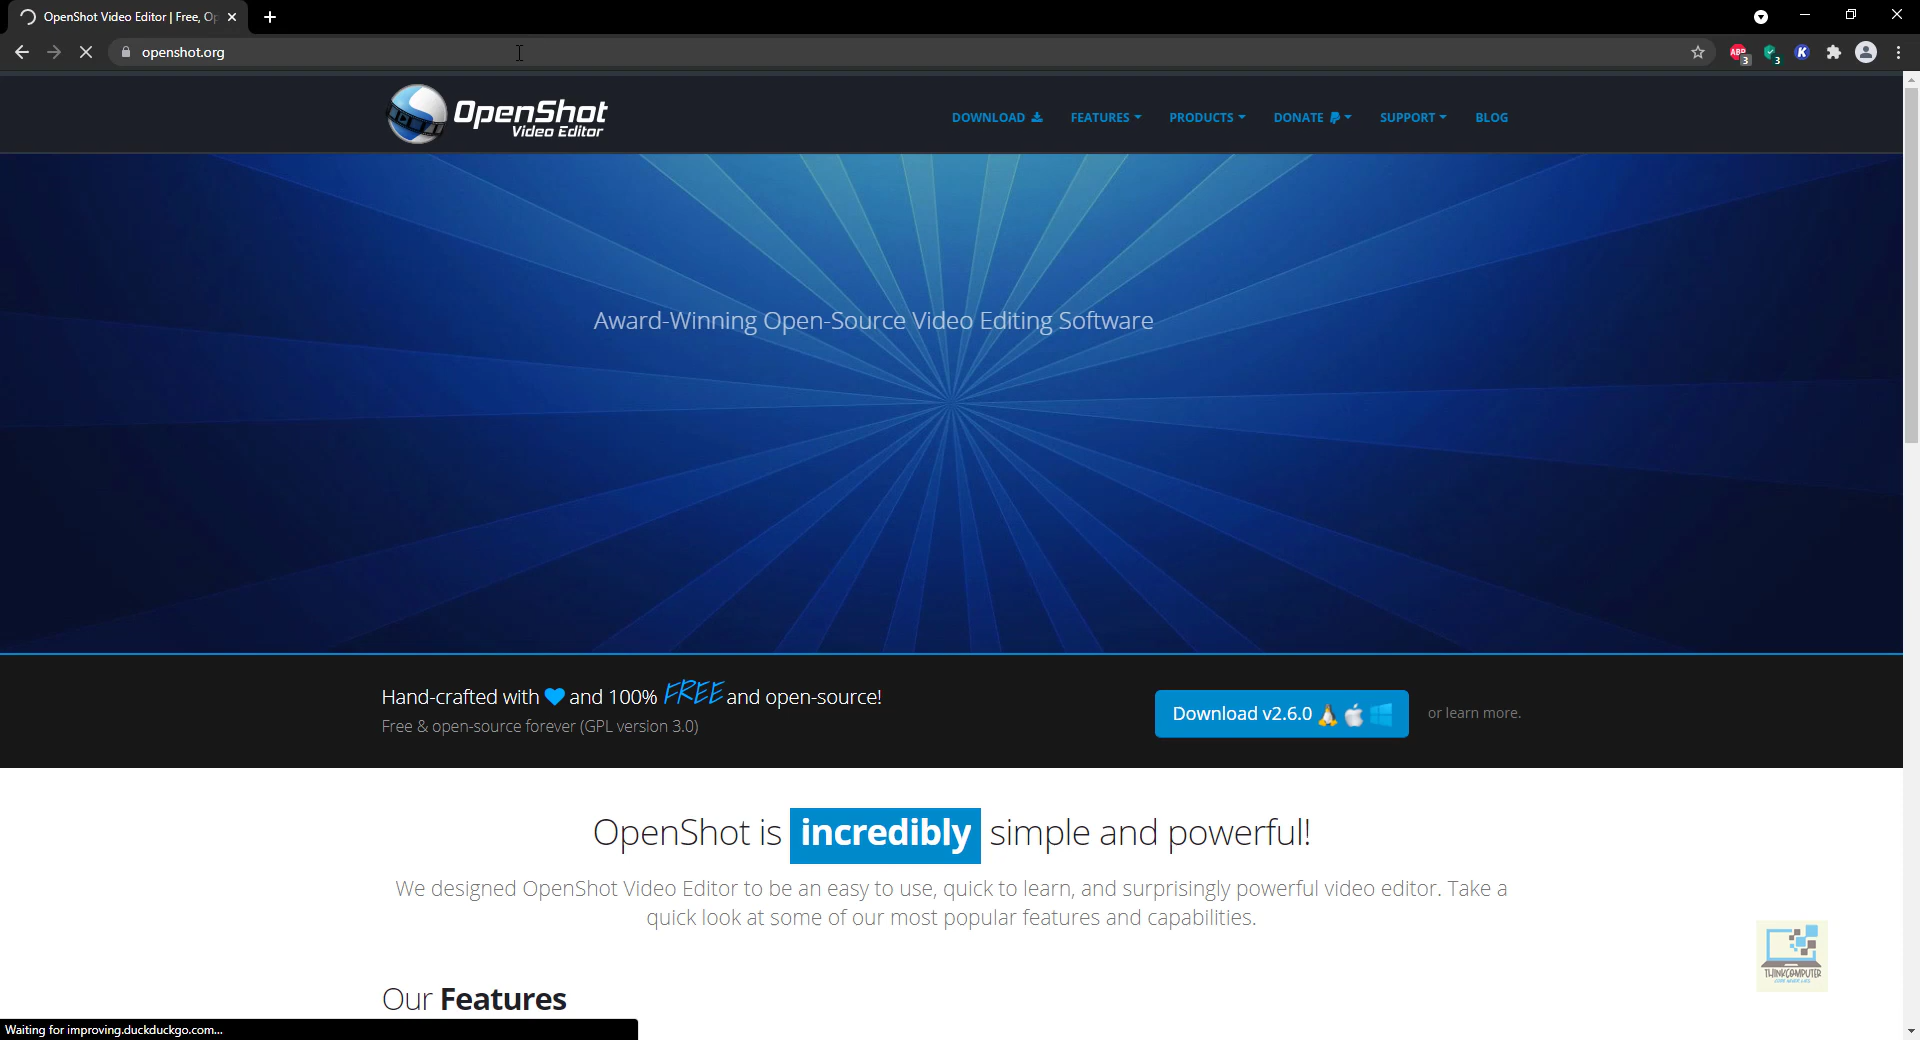 OpenShot Video Editor | Free, Op
openshot.org
ABP
3
3
K
OpenShot
Video Editor
DOWNLOAD
FEATURES
PRODUCTS
DONATE
SUPPORT
BLOG
Award-Winning Open-Source Video Editing Software
Hand-crafted with and 100% FREE and open-source!
Free & open-source forever (GPL version 3.0)
Download v2.6.0
or learn more.
OpenShot is incredibly simple and powerful!
We designed OpenShot Video Editor to be an easy to use, quick to learn, and surprisingly powerful video editor. Take a
quick look at some of our most popular features and capabilities.
THINKCOMPUTER
Our Features
Waiting for improving.duckduckgo.com...